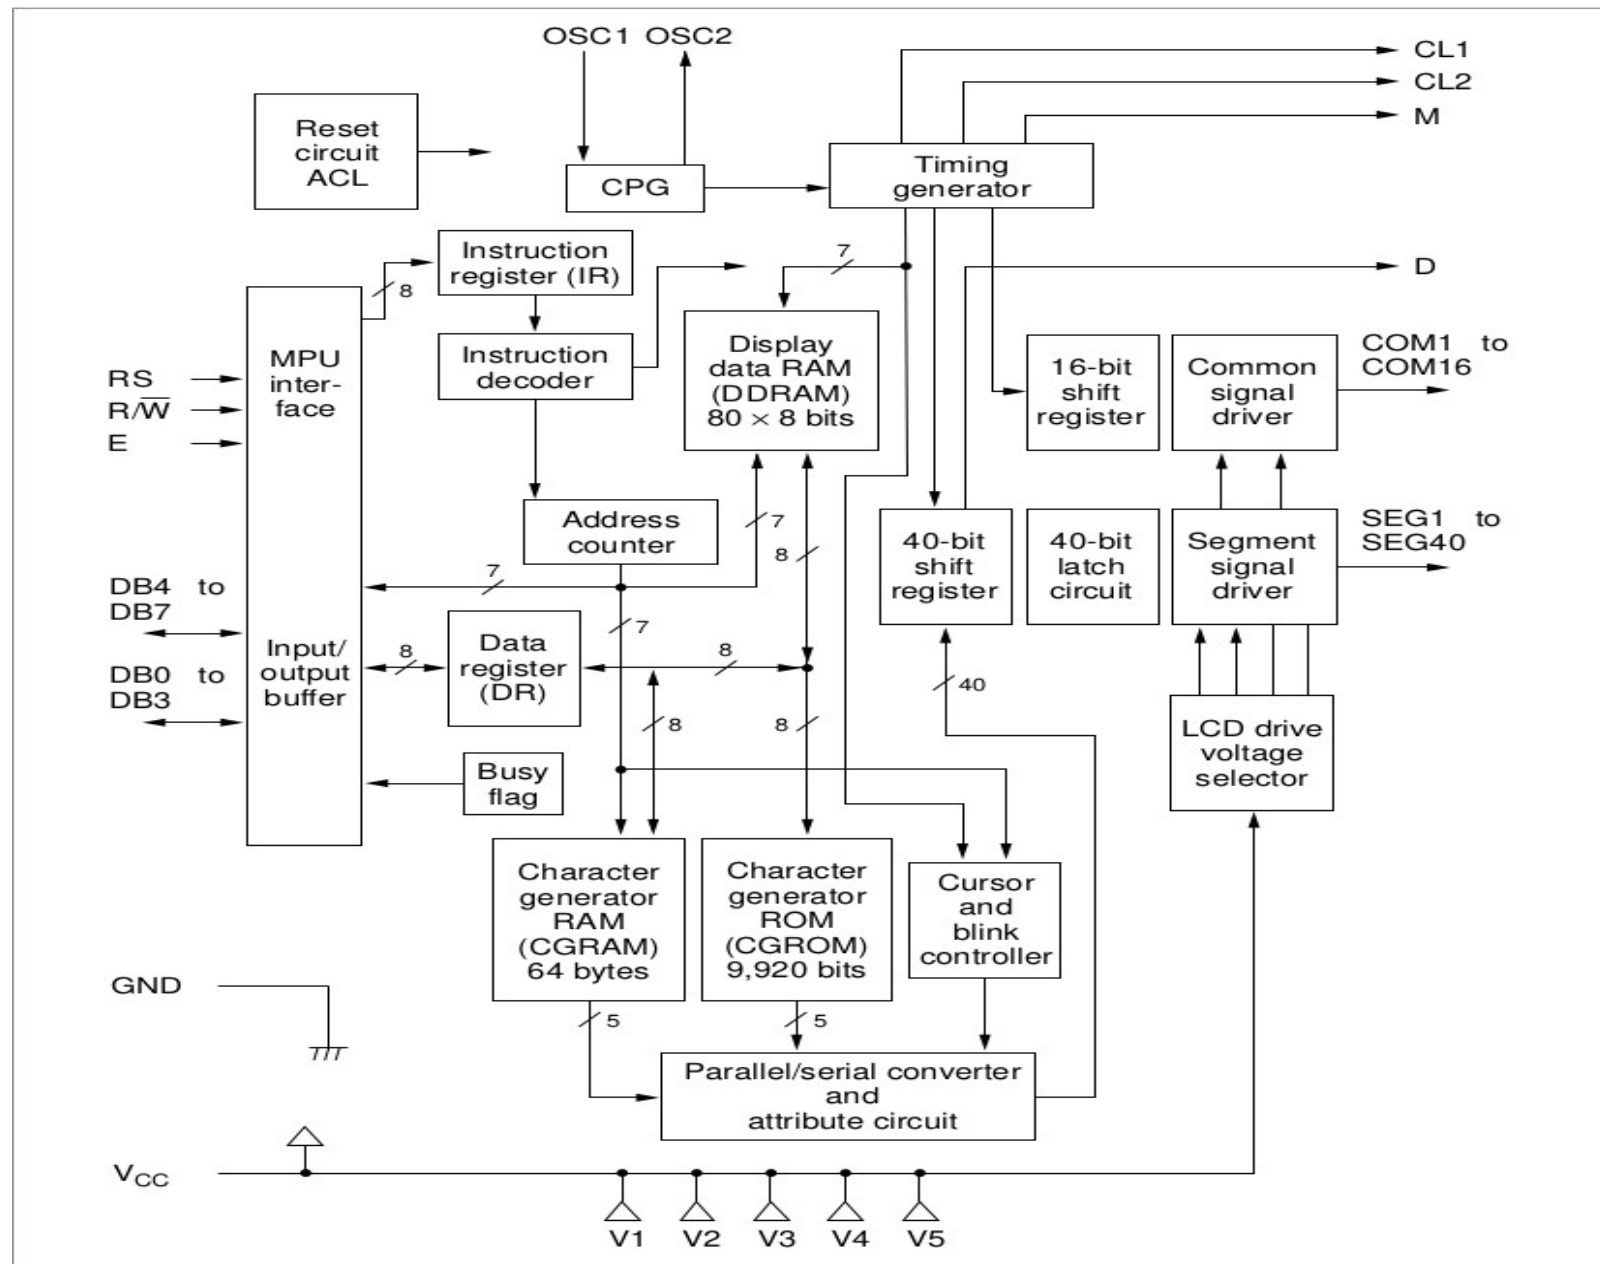 OSC1 OSC2
CL1
CL2
M
Reset
circuit
ACL
CPG
Timing
generator
Instruction
register (IR)
7
D
8
MPU
inter-
face
Instruction
decoder
Display
data RAM
(DDRAM)
80 × 8 bits
16-bit
shift
register
Common
signal
driver
COM1 to
COM16
RS
R/W̅
E
Address
counter
7
8
40-bit
shift
register
40-bit
latch
circuit
Segment
signal
driver
SEG1 to
SEG40
DB4 to
DB7
7
7
Input/
output
buffer
8
Data
register
(DR)
8
40
DB0 to
DB3
8
8
LCD drive
voltage
selector
Busy
flag
Character
generator
RAM
(CGRAM)
64 bytes
Character
generator
ROM
(CGROM)
9,920 bits
Cursor
and
blink
controller
GND
5
5
Parallel/serial converter
and
attribute circuit
VCC
V1 V2 V3 V4 V5